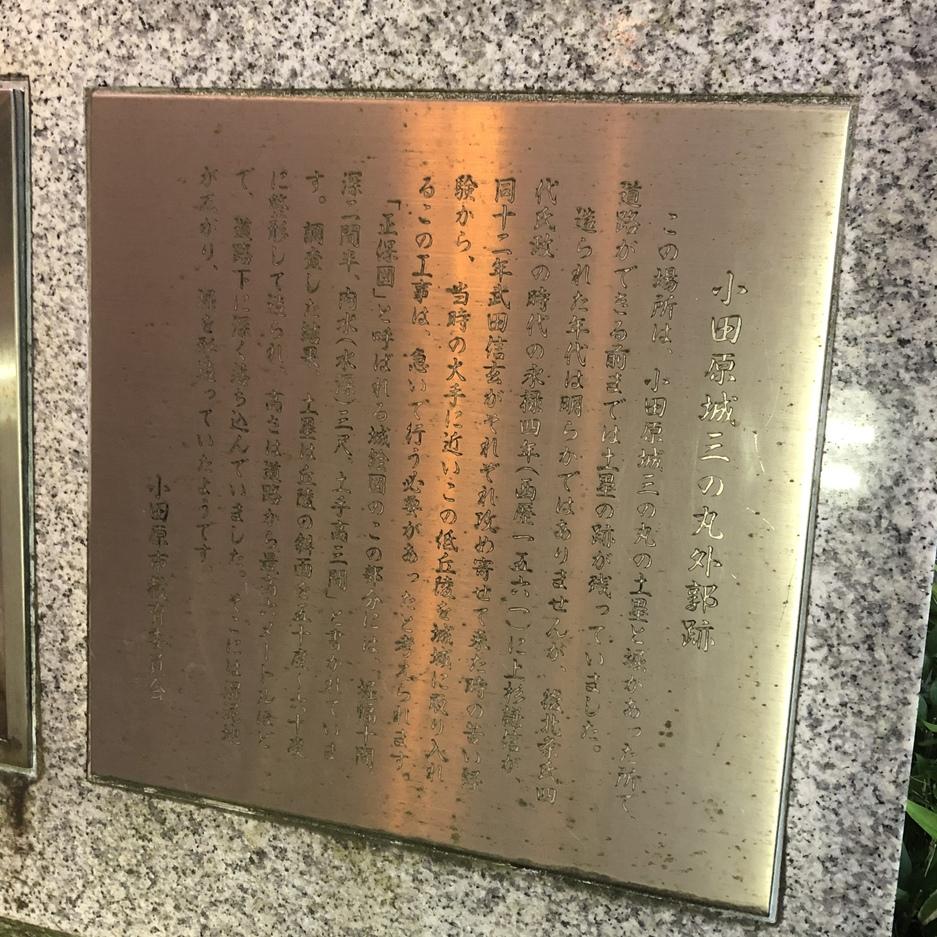 小田原城三の丸外郭跡
この場所は、小田原城三の丸の土塁と堀があった所で
道路ができる前までは土塁の跡が残っていました。
造られた年代は明らかではありませんが、後北条氏四
代氏政の時代の永禄四年(西歴一五六一)に上杉謙信が、
同十二年武田信玄がそれぞれ攻め寄せて来た時の苦い経
験から、当時の大手に近いこの低丘陵を城域に取り入れ
るこの工事は、急いで行う必要があったと考えられます。
「正保図」と呼ばれる城絵図のこの部分には、堀幅十間
深二間半、内水(水深)三尺、土手高三間」と書かれていま
す。調査した結果、土塁は丘陵の斜面を五十度〜六十度
に整形して造られ、高さは道路から最高
で、道路下に深く落ち込んでいました。そこには湿
が広がり、堀を
っていたようです
小田原市教育委員会